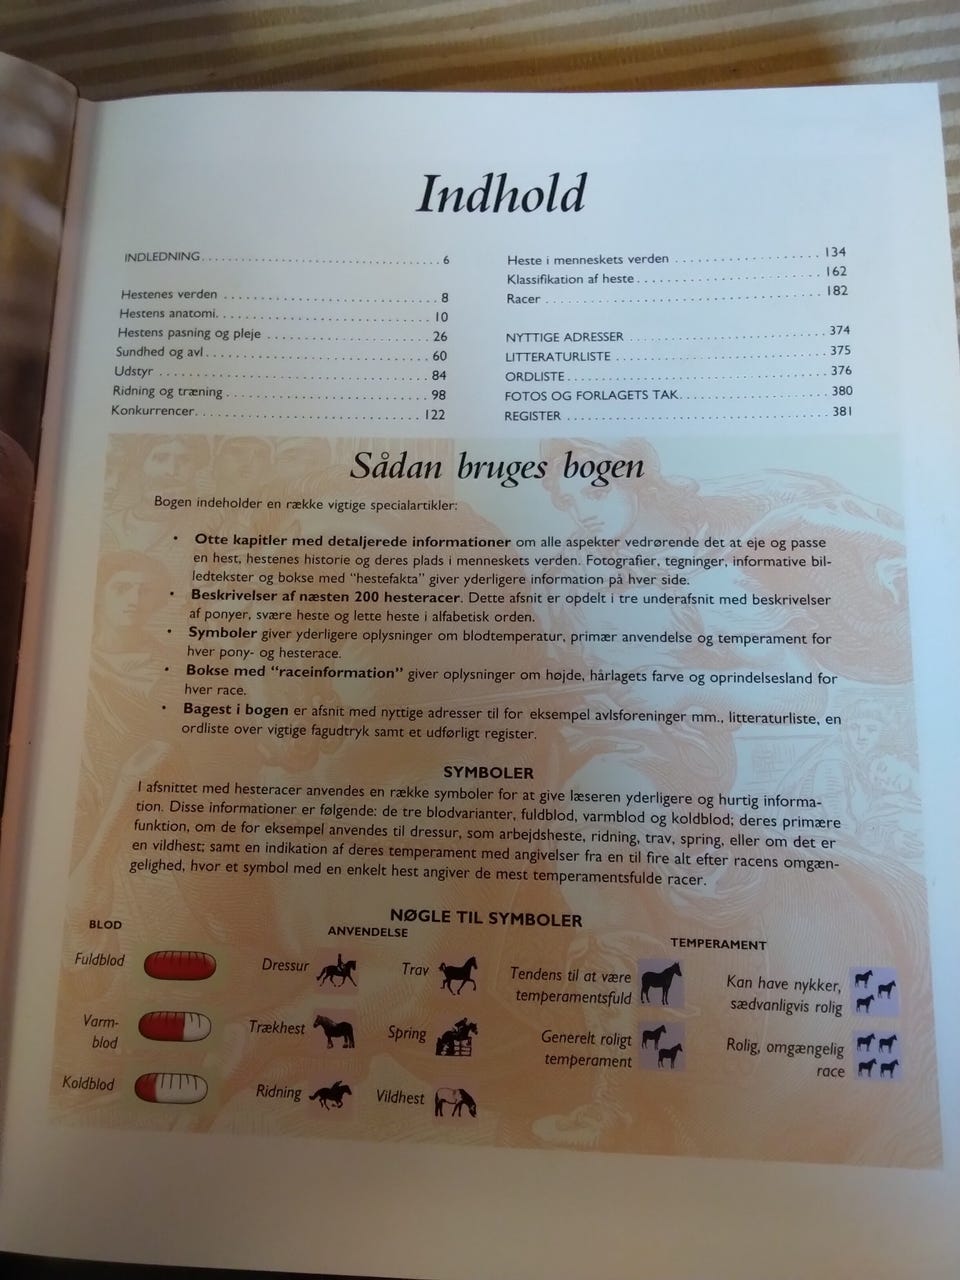 Indhold
INDLEDNING . . . . . . . . . . . . . . . . . . . . . . . . . . . . . . . . . . . 6
Hestenes verden . . . . . . . . . . . . . . . . . . . . . . . . . . . . . . . 8
Hestens anatomi. . . . . . . . . . . . . . . . . . . . . . . . . . . . . . . 10
Hestens pasning og pleje . . . . . . . . . . . . . . . . . . . . . . . . 26
Sundhed og avl . . . . . . . . . . . . . . . . . . . . . . . . . . . . . . . . 60
Udstyr . . . . . . . . . . . . . . . . . . . . . . . . . . . . . . . . . . . . . . . 84
Ridning og træning . . . . . . . . . . . . . . . . . . . . . . . . . . . . . 98
Konkurrencer. . . . . . . . . . . . . . . . . . . . . . . . . . . . . . . . . 122
Heste i menneskets verden . . . . . . . . . . . . . . . . . . . . 134
Klassifikation af heste . . . . . . . . . . . . . . . . . . . . . . . . . 162
Racer . . . . . . . . . . . . . . . . . . . . . . . . . . . . . . . . . . . . . . 182
NYTTIGE ADRESSER . . . . . . . . . . . . . . . . . . . . . . . . . . 374
LITTERATURLISTE . . . . . . . . . . . . . . . . . . . . . . . . . . . . 375
ORDLISTE . . . . . . . . . . . . . . . . . . . . . . . . . . . . . . . . . . . 376
FOTOS OG FORLAGETS TAK. . . . . . . . . . . . . . . . . . . 380
REGISTER . . . . . . . . . . . . . . . . . . . . . . . . . . . . . . . . . . . 381
Sådan bruges bogen
Bogen indeholder en række vigtige specialartikler:
• Otte kapitler med detaljerede informationer om alle aspekter vedrørende det at eje og passe
en hest, hestenes historie og deres plads i menneskets verden. Fotografier, tegninger, informative bil-
ledtekster og bokse med "hestefakta" giver yderligere information på hver side.
• Beskrivelser af næsten 200 hesteracer. Dette afsnit er opdelt i tre underafsnit med beskrivelser
af ponyer, svære heste og lette heste i alfabetisk orden.
• Symboler giver yderligere oplysninger om blodtemperatur, primær anvendelse og temperament for
hver pony- og hesterace.
• Bokse med "raceinformation" giver oplysninger om højde, hårlagets farve og oprindelsesland for
hver race.
• Bagest i bogen er afsnit med nyttige adresser til for eksempel avlsforeninger mm., litteraturliste, en
ordliste over vigtige fagudtryk samt et udførligt register.
SYMBOLER
I afsnittet med hesteracer anvendes en række symboler for at give læseren yderligere og hurtig informa-
tion. Disse informationer er følgende: de tre blodvarianter, fuldblod, varmblod og koldblod; deres primære
funktion, om de for eksempel anvendes til dressur, som arbejdsheste, ridning, trav, spring, eller om det er
en vildhest; samt en indikation af deres temperament med angivelser fra en til fire alt efter racens omgæn-
gelighed, hvor et symbol med en enkelt hest angiver de mest temperamentsfulde racer.
NØGLE TIL SYMBOLER
BLOD
Fuldblod
Varm-
blod
Koldblod
ANVENDELSE
Dressur
Trav
Trækhest
Spring
Ridning
Vildhest
TEMPERAMENT
Tendens til at være
temperamentsfuld
Generelt roligt
temperament
Kan have nykker,
sædvanligvis rolig
Rolig, omgængelig
race